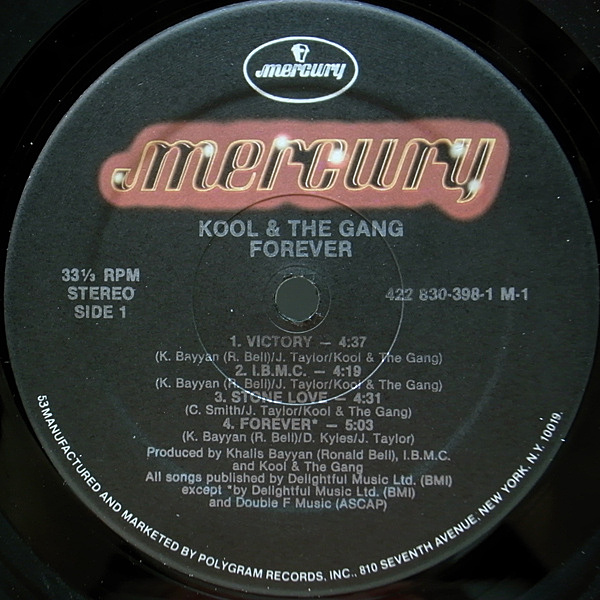 mercury
mercury
KOOL & THE GANG
FOREVER
33⅓ RPM
STEREO
SIDE 1
422 830-398-1 M-1
1. VICTORY — 4:37
(K. Bayyan (R. Bell)/J. Taylor/Kool & The Gang)
2. I.B.M.C. — 4:19
(K. Bayyan (R. Bell)/J. Taylor/Kool & The Gang)
3. STONE LOVE — 4:31
(C. Smith/J. Taylor/Kool & The Gang)
4. FOREVER* — 5:03
(K. Bayyan (R. Bell)/D. Kyles/J. Taylor)
Produced by Khalis Bayyan (Ronald Bell), I.B.M.C.
and Kool & The Gang
All songs published by Delightful Music Ltd. (BMI)
except *by Delightful Music Ltd. (BMI)
and Double F Music (ASCAP)
53 MANUFACTURED AND MARKETED BY POLYGRAM RECORDS, INC., 810 SEVENTH AVENUE, NEW YORK, N.Y. 10019.